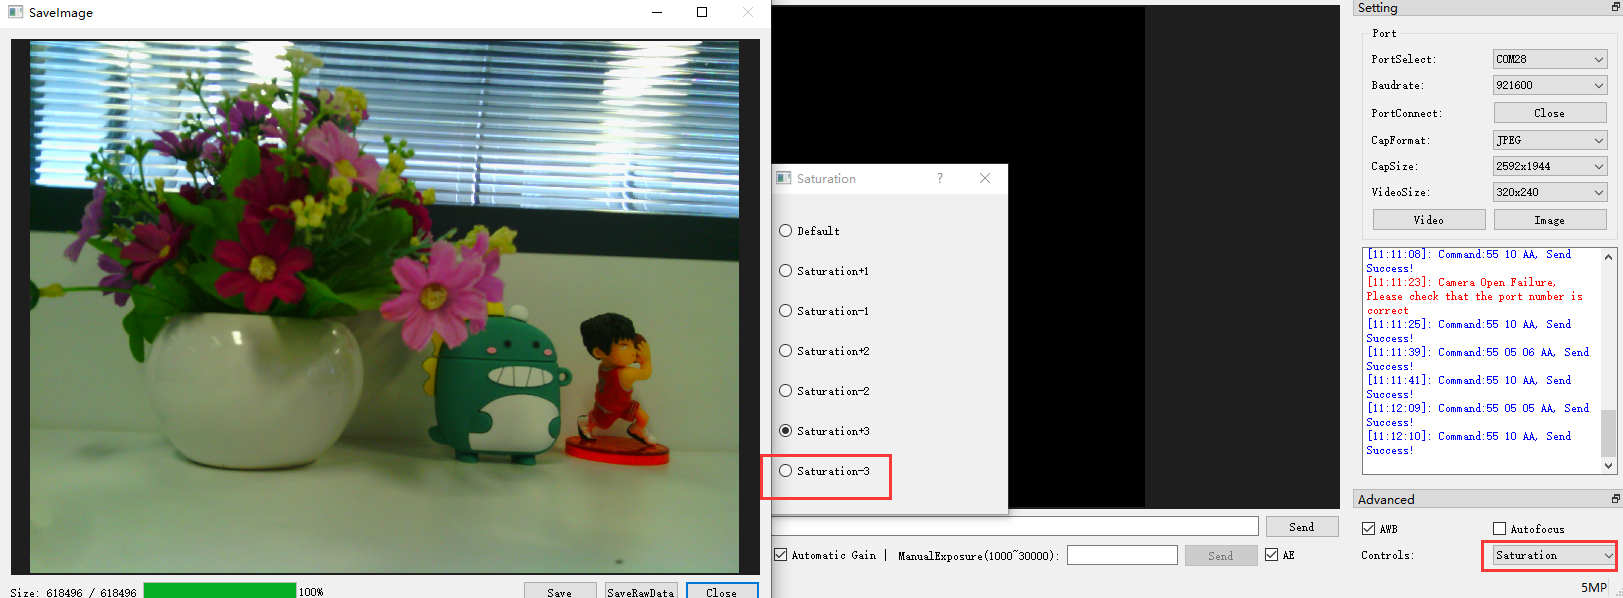 SaveImage
Size: 618496 / 618496
100%
Save
SaveRawData
Close
Saturation
?
Default
Saturation+1
Saturation-1
Saturation+2
Saturation-2
Saturation+3
Saturation-3
Send
Automatic Gain |
ManualExposure(1000~30000):
Send
AE
Setting
Port
PortSelect:
COM28
Baudrate:
921600
PortConnect:
Close
CapFormat:
JPEG
CapSize:
2592x1944
VideoSize:
320x240
Video
Image
[11:11:08]: Command:55 10 AA, Send
Success!
[11:11:23]: Camera Open Failure,
Please check that the port number is
correct
[11:11:25]: Command:55 10 AA, Send
Success!
[11:11:39]: Command:55 05 06 AA, Send
Success!
[11:11:41]: Command:55 10 AA, Send
Success!
[11:12:09]: Command:55 05 05 AA, Send
Success!
[11:12:10]: Command:55 10 AA, Send
Success!
Advanced
AWB
Autofocus
Controls:
Saturation
5MP